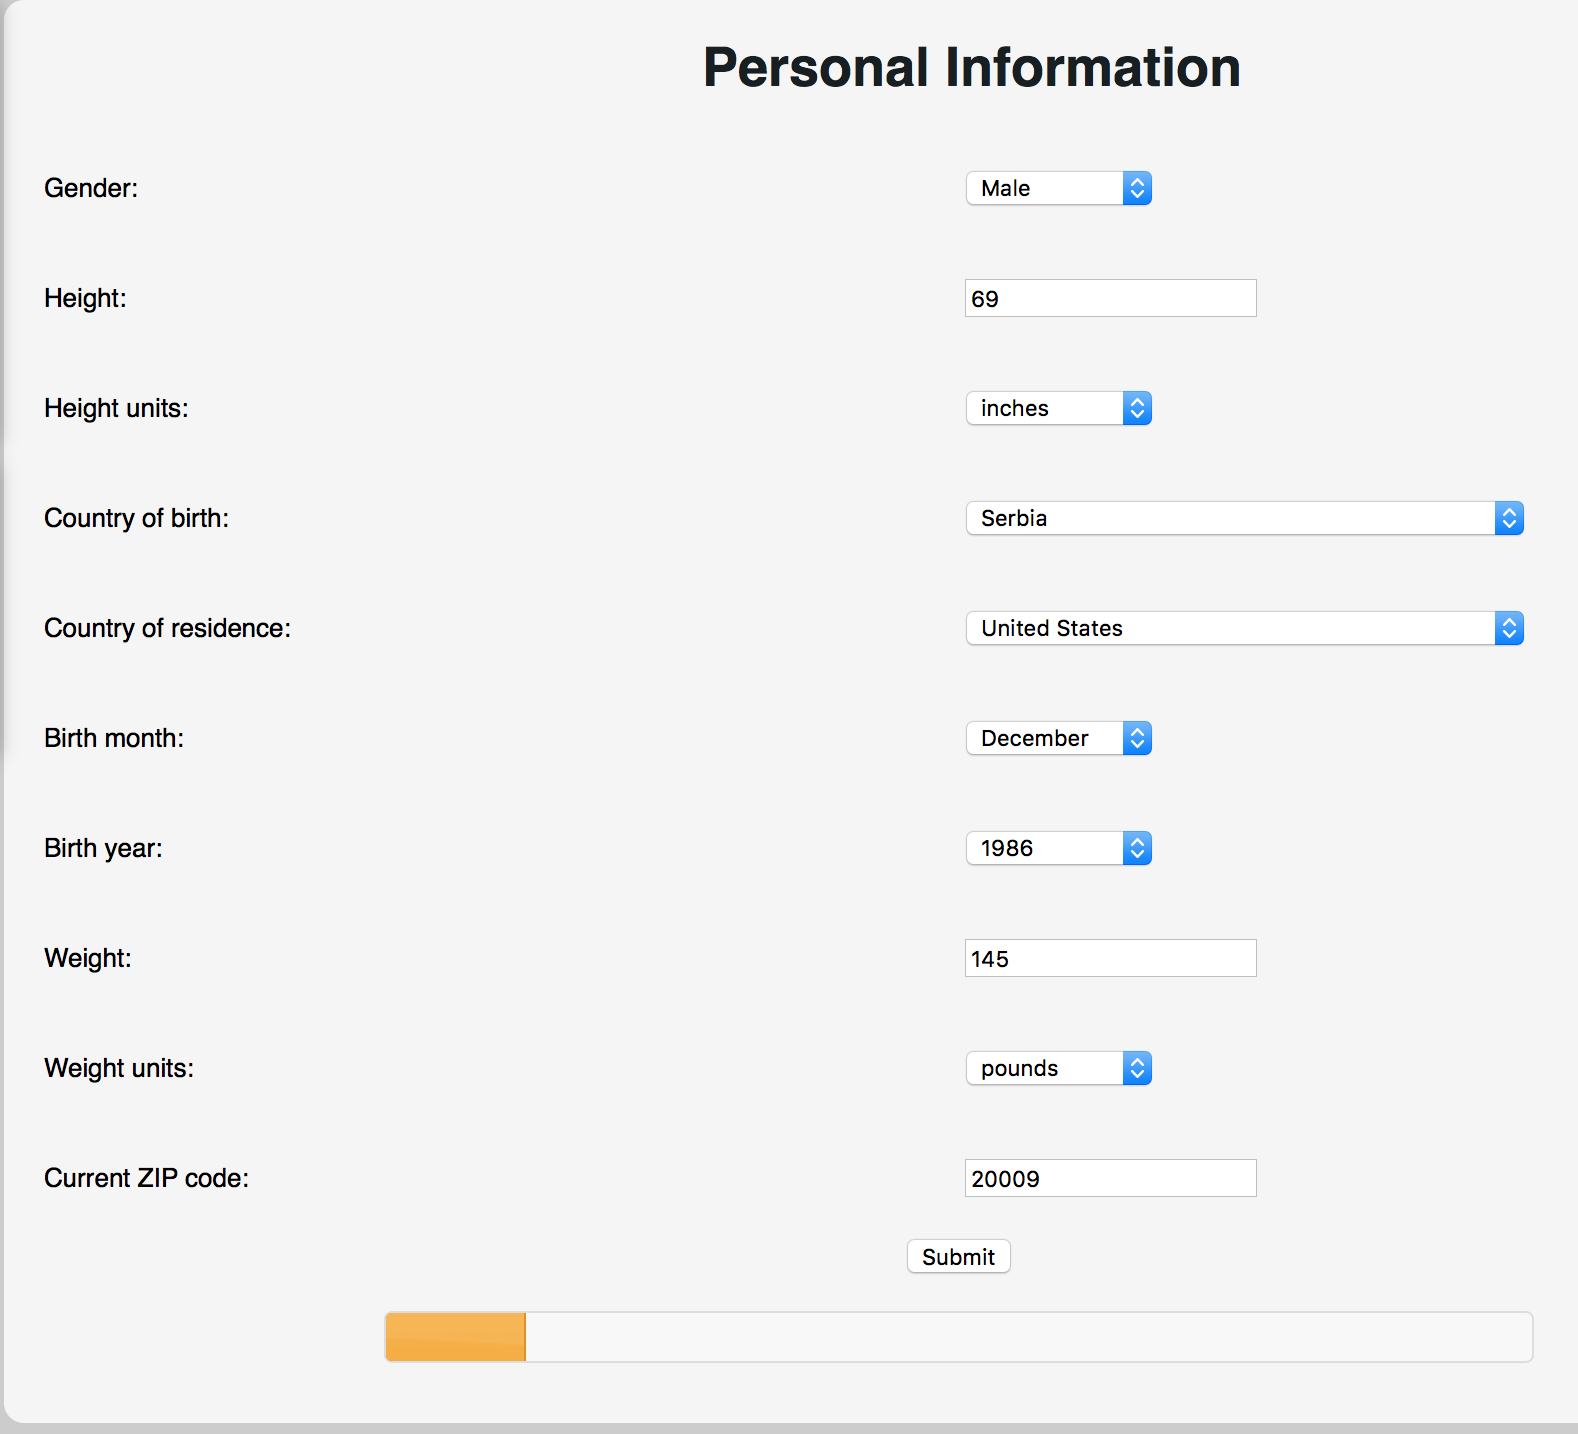 Personal Information
Gender: Male
Height: 69
Height units: inches
Country of birth: Serbia
Country of residence: United States
Birth month: December
Birth year: 1986
Weight: 145
Weight units: pounds
Current ZIP code: 20009
Submit